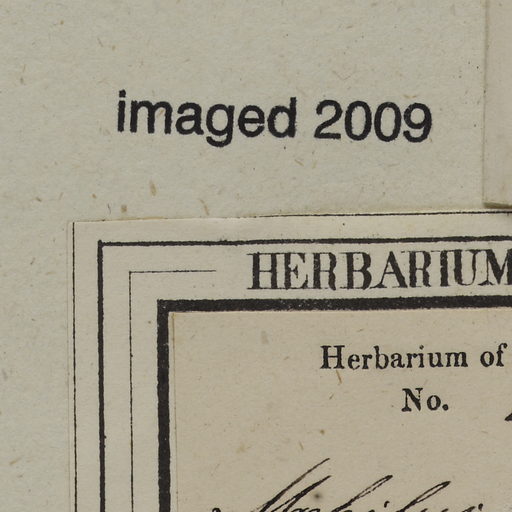 imaged 2009
HERBARIUM
Herbarium of
No.